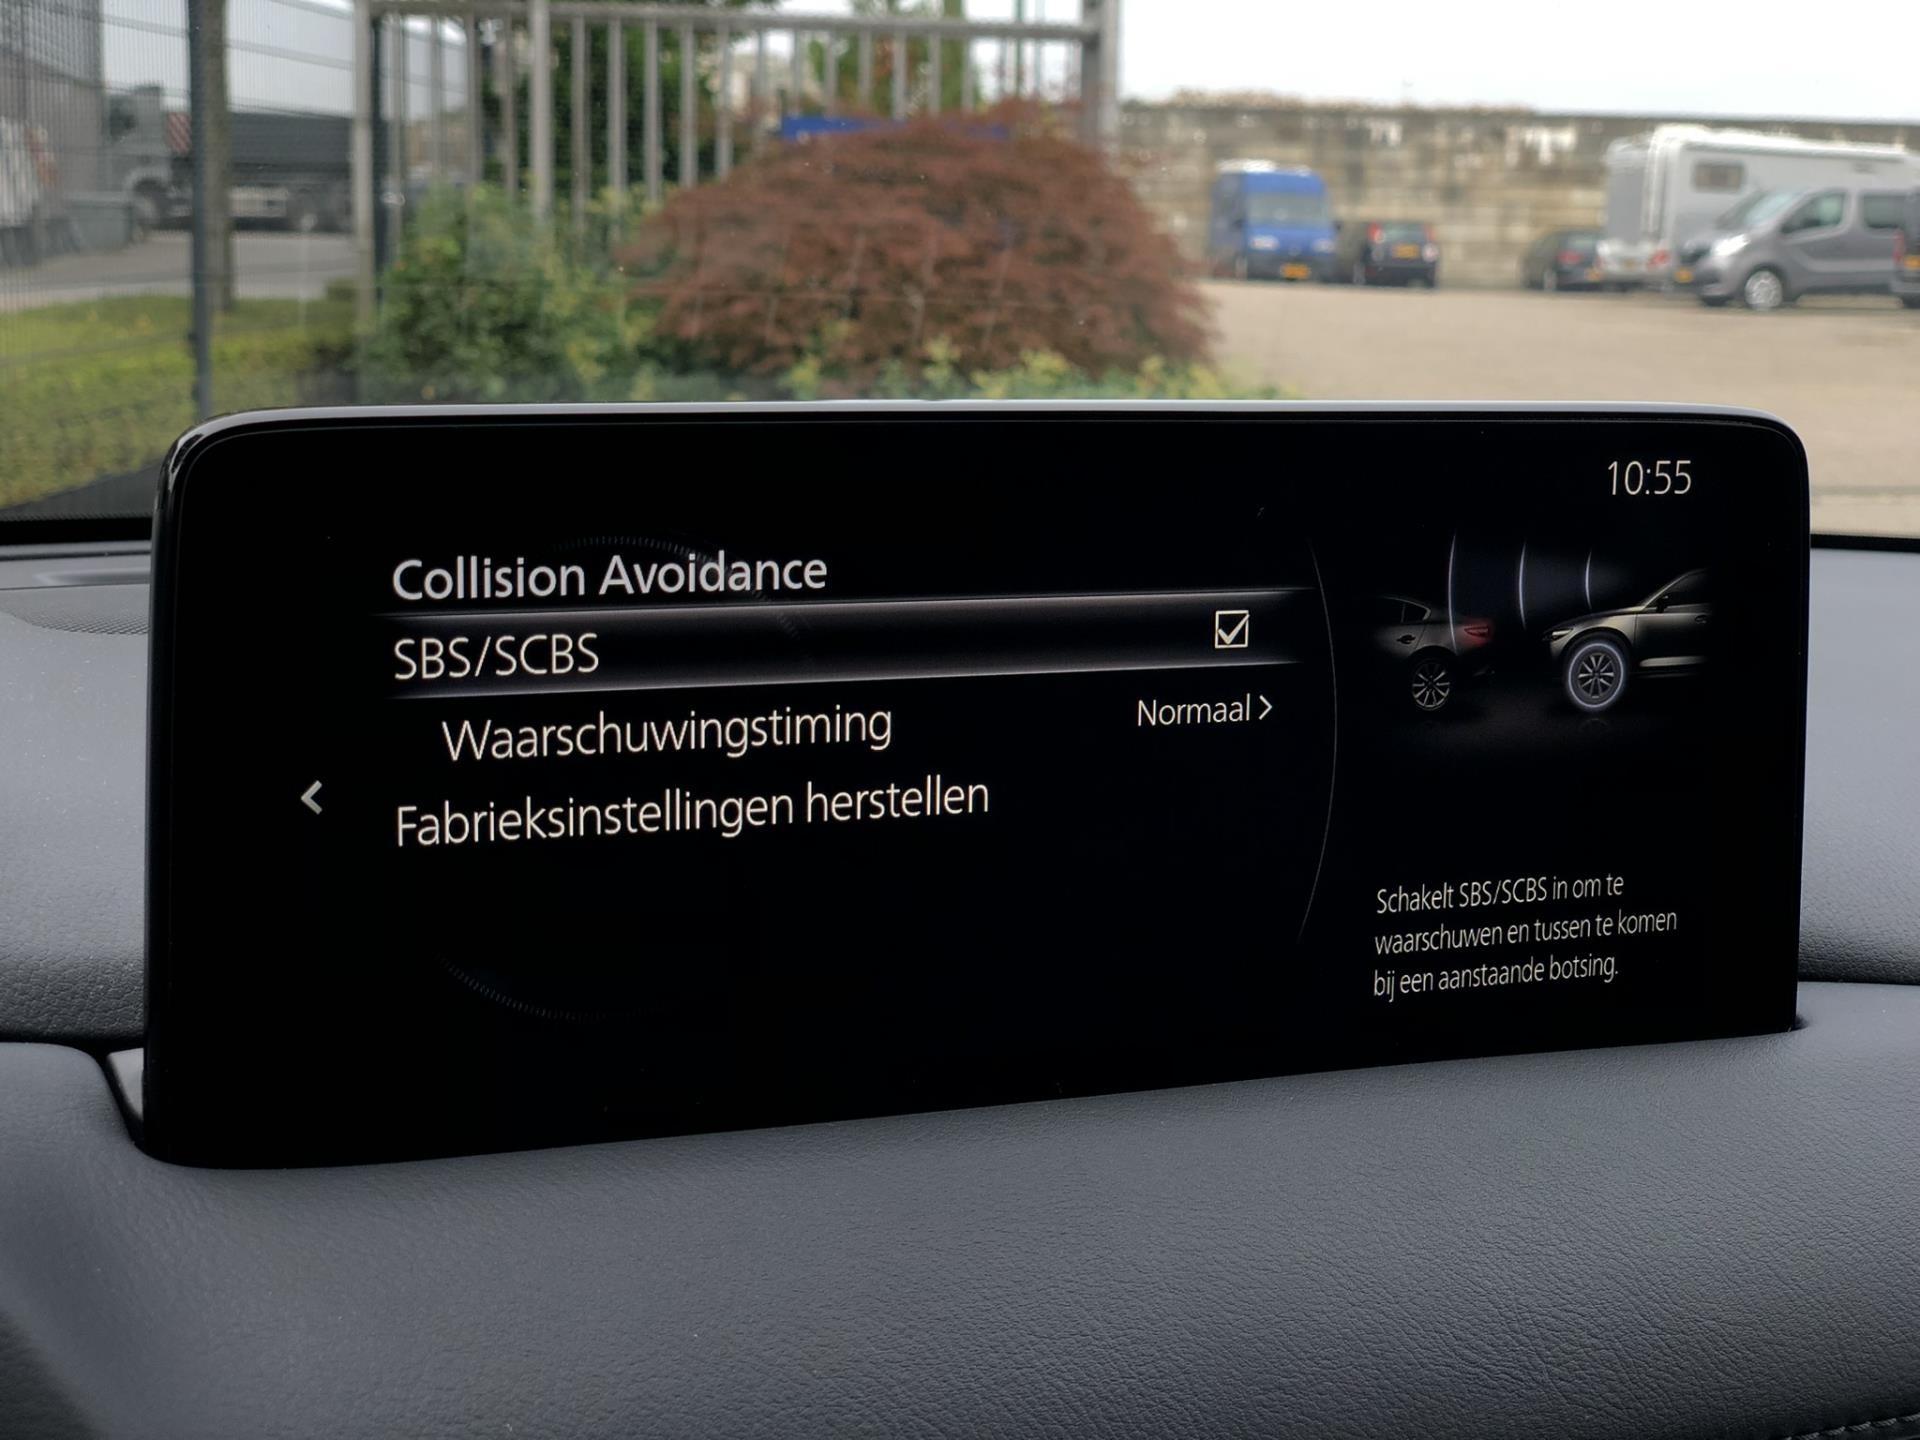 10:55
Collision Avoidance
SBS/SCBS
Waarschuwingstiming Normaal
Fabrieksinstellingen herstellen
Schakelt SBS/SCBS in om te
waarschuwen en tussen te komen
bij een aanstaande botsing.